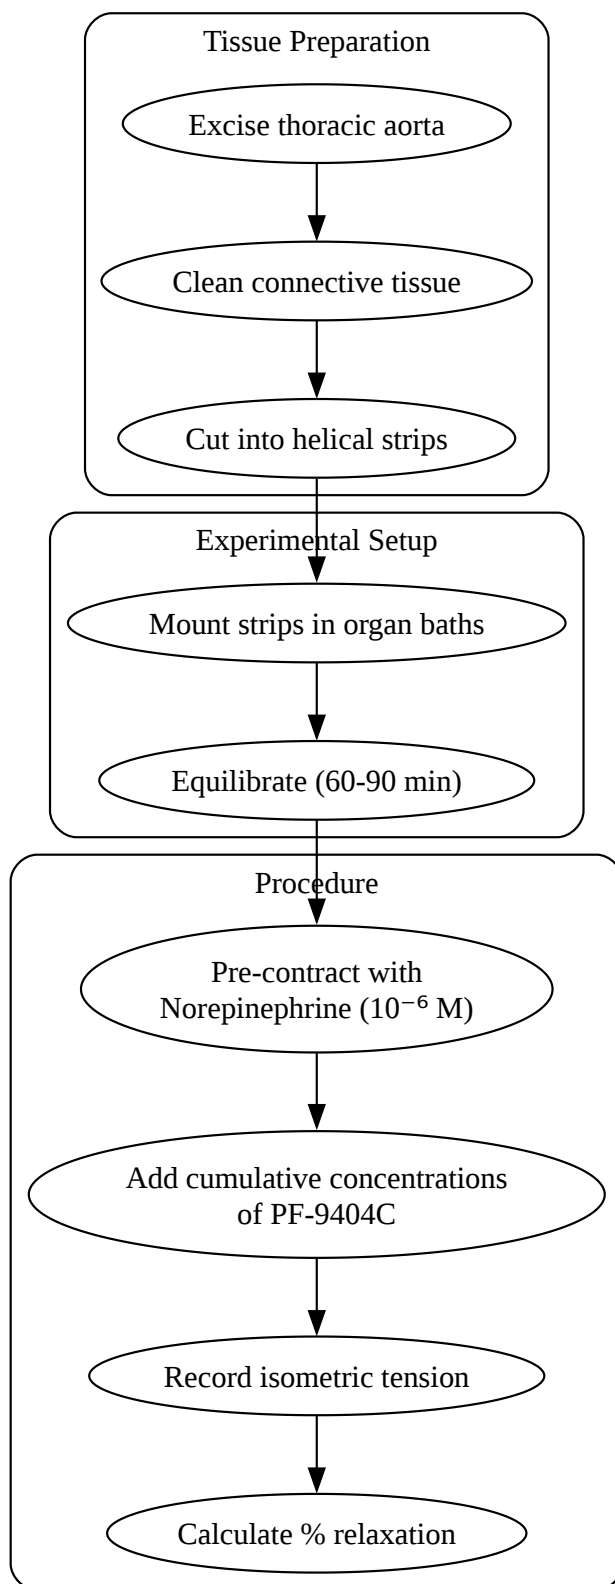 Tissue Preparation
Excise thoracic aorta
Clean connective tissue
Cut into helical strips
Experimental Setup
Mount strips in organ baths
Equilibrate (60-90 min)
Procedure
Pre-contract with
Norepinephrine (10⁻⁶ M)
Add cumulative concentrations
of PF-9404C
Record isometric tension
Calculate % relaxation